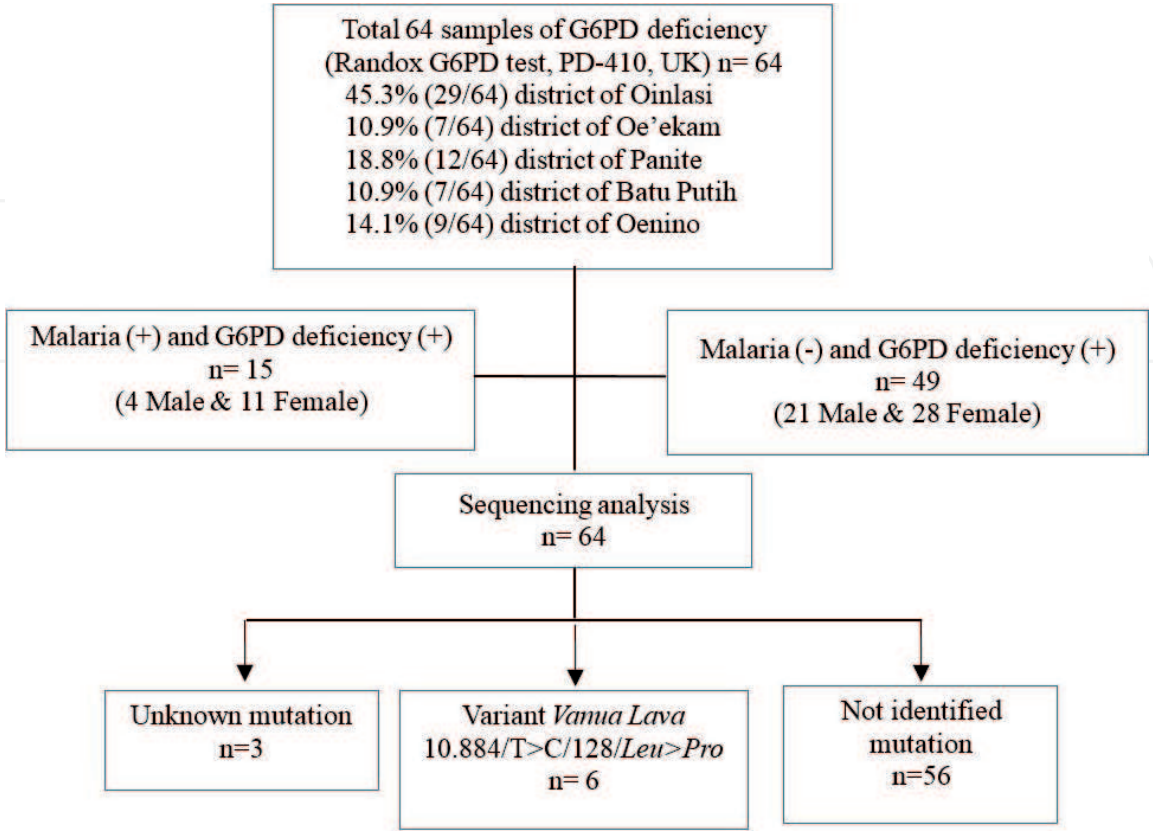 Total 64 samples of G6PD deficiency
(Randox G6PD test, PD-410, UK) n= 64
45.3% (29/64) district of Oinlasi
10.9% (7/64) district of Oe’ekam
18.8% (12/64) district of Panite
10.9% (7/64) district of Batu Putih
14.1% (9/64) district of Oenino
Malaria (+) and G6PD deficiency (+)
n= 15
(4 Male & 11 Female)
Malaria (-) and G6PD deficiency (+)
n= 49
(21 Male & 28 Female)
Sequencing analysis
n= 64
Unknown mutation
n=3
Variant Vanua Lava
10.884/T>C/128/Leu>Pro
n= 6
Not identified
mutation
n=56